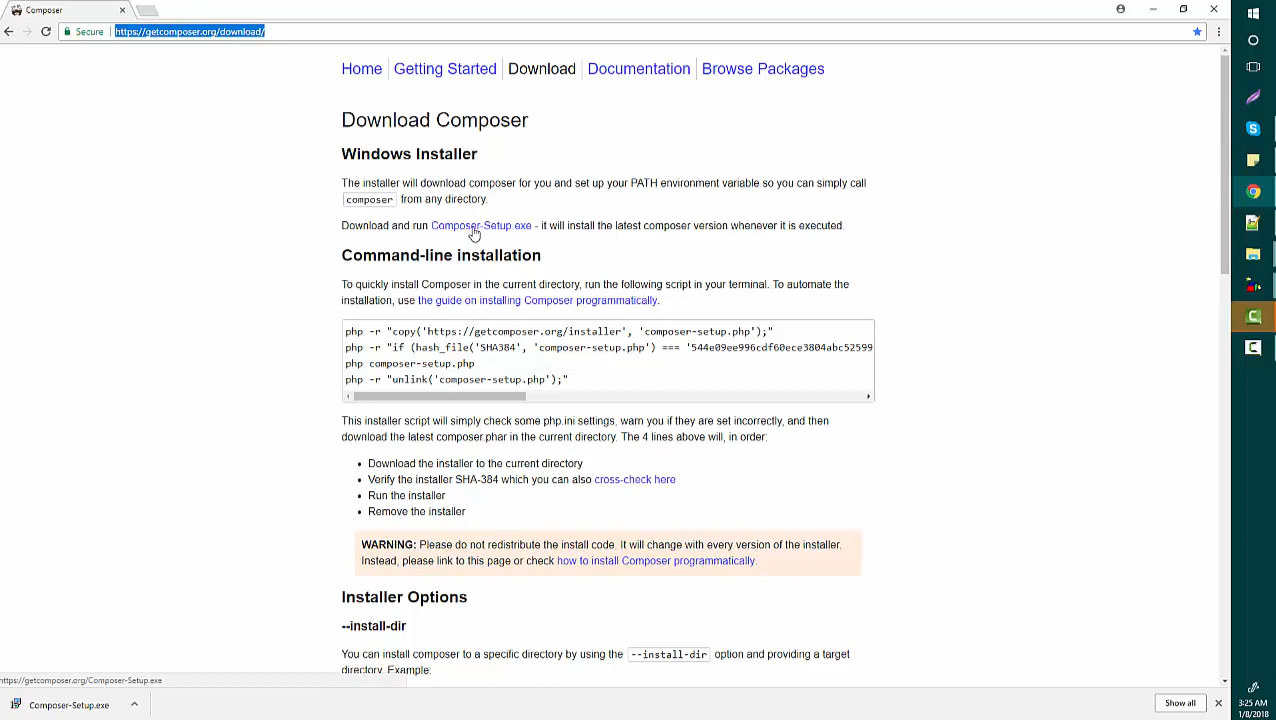 Composer
Secure
https://getcomposer.org/download/
Home
Getting Started
Download
Documentation
Browse Packages
Download Composer
Windows Installer
The installer will download composer for you and set up your PATH environment variable so you can simply call
composer from any directory.
Download and run Composer-Setup.exe - it will install the latest composer version whenever it is executed.
Command-line installation
To quickly install Composer in the current directory, run the following script in your terminal. To automate the
installation, use the guide on installing Composer programmatically.
php -r "copy('https://getcomposer.org/installer', 'composer-setup.php');"
php -r "if (hash_file('SHA384', 'composer-setup.php') === '544e09ee996cdf60ece3804abc52599
php composer-setup.php
php -r "unlink('composer-setup.php');"
This installer script will simply check some php.ini settings, warn you if they are set incorrectly, and then
download the latest composer.phar in the current directory. The 4 lines above will, in order:
• Download the installer to the current directory
• Verify the installer SHA-384 which you can also cross-check here
• Run the installer
• Remove the installer
WARNING: Please do not redistribute the install code. It will change with every version of the installer.
Instead, please link to this page or check how to install Composer programmatically.
Installer Options
--install-dir
You can install composer to a specific directory by using the --install-dir option and providing a target
directory. Example:
https://getcomposer.org/Composer-Setup.exe
Composer-Setup.exe
Show all
3:25 AM
1/8/2018